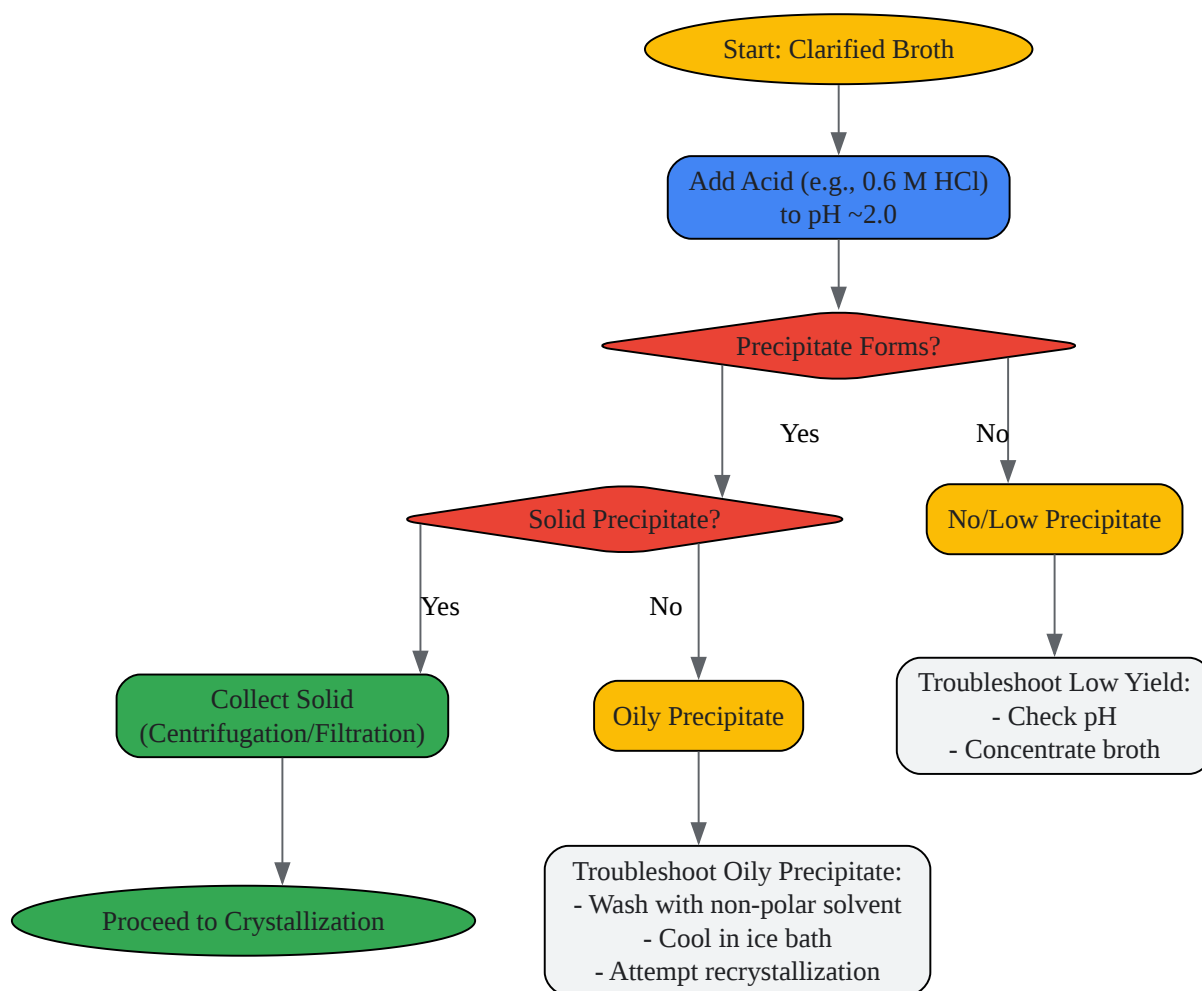 Start: Clarified Broth
Add Acid (e.g., 0.6 M HCl)
to pH ~2.0
Precipitate Forms?
Yes
No
Solid Precipitate?
No/Low Precipitate
Yes
No
Collect Solid
(Centrifugation/Filtration)
Oily Precipitate
Troubleshoot Low Yield:
- Check pH
- Concentrate broth
Proceed to Crystallization
Troubleshoot Oily Precipitate:
- Wash with non-polar solvent
- Cool in ice bath
- Attempt recrystallization